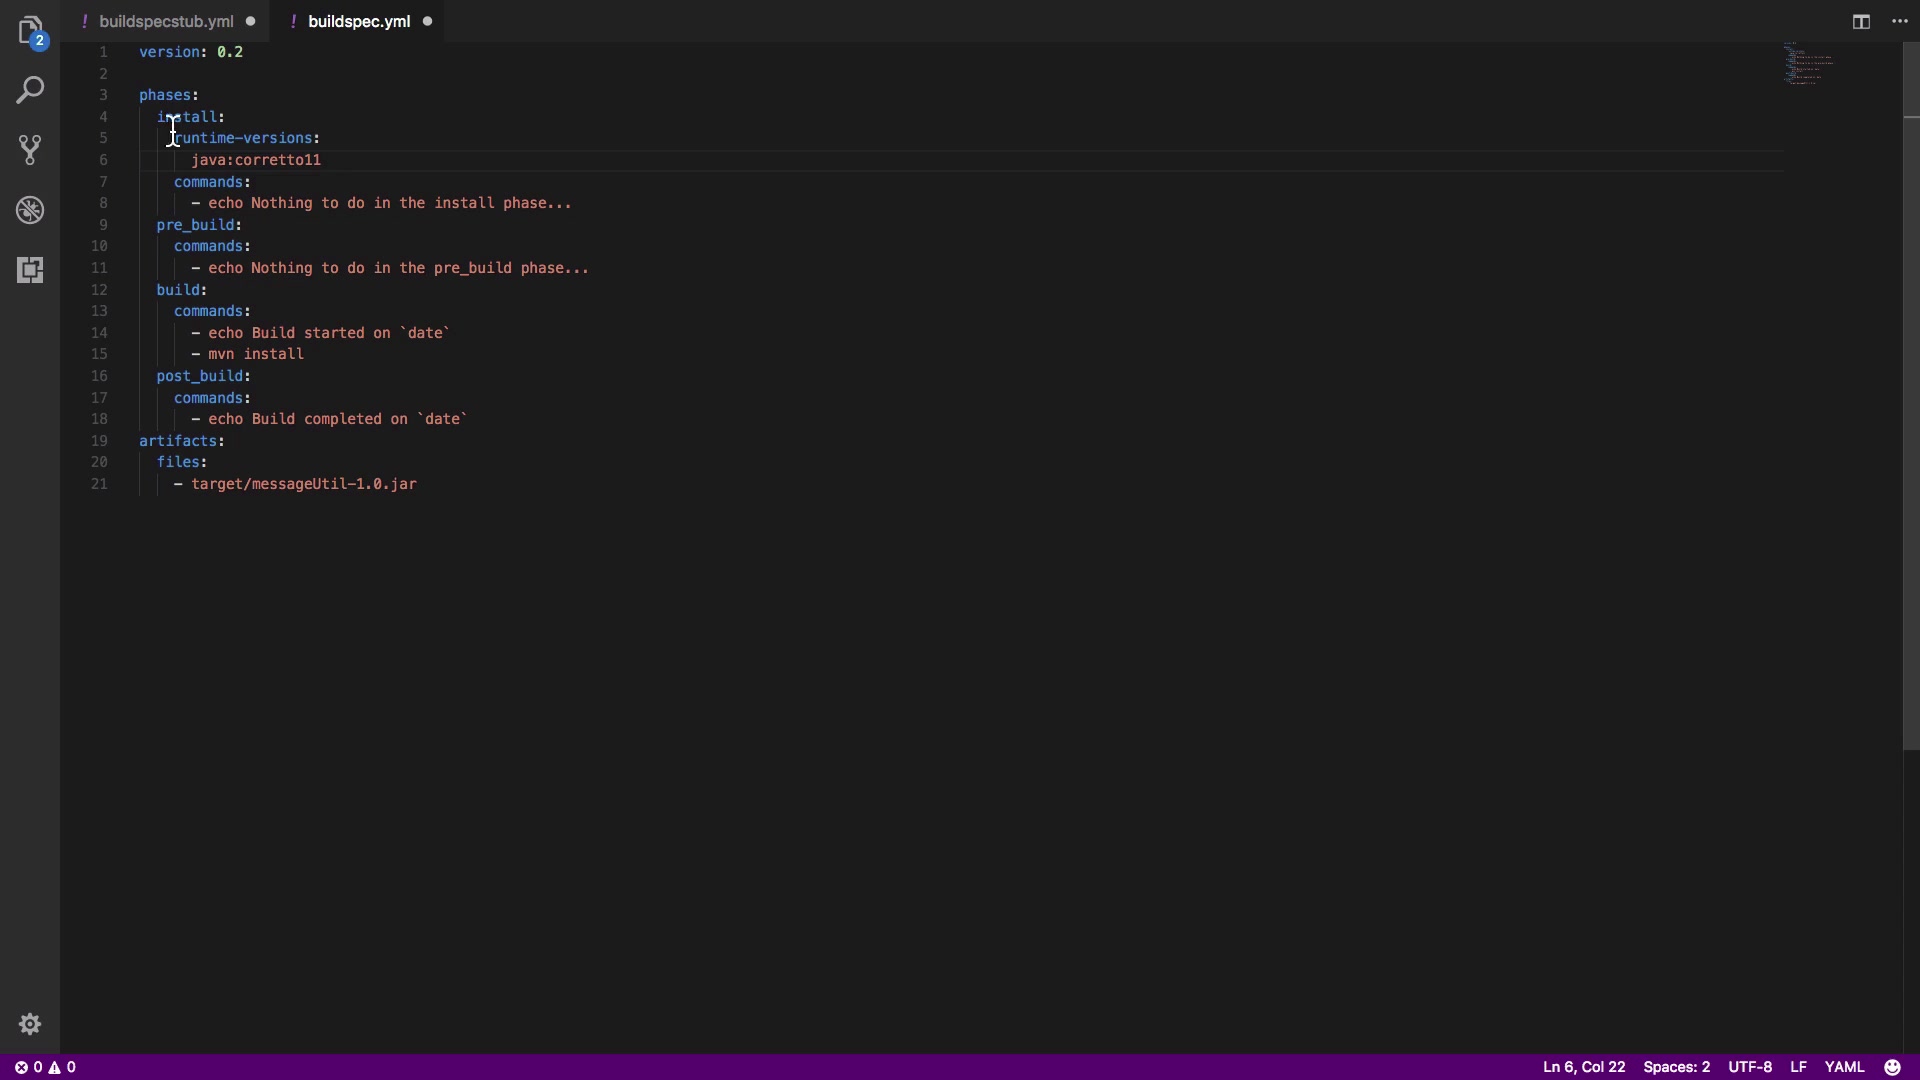 ! buildspecstub.yml ● ! buildspec.yml ●
2
1 version: 0.2
2
3 phases:
4 install:
5 runtime-versions:
6 java:corretto11
7 commands:
8 - echo Nothing to do in the install phase...
9 pre_build:
10 commands:
11 - echo Nothing to do in the pre_build phase...
12 build:
13 commands:
14 - echo Build started on `date`
15 - mvn install
16 post_build:
17 commands:
18 - echo Build completed on `date`
19 artifacts:
20 files:
21 - target/messageUtil-1.0.jar
0 0 Ln 6, Col 22 Spaces: 2 UTF-8 LF YAML